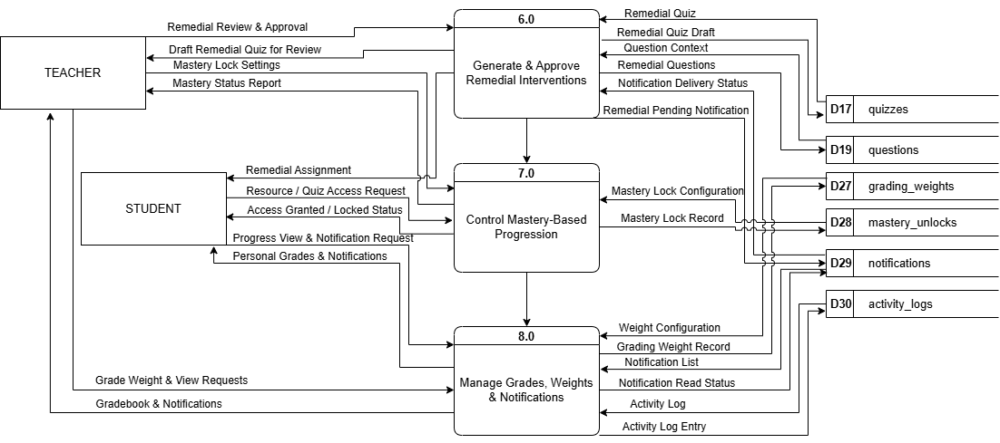 Remedial Review & Approval
6.0
Remedial Quiz
Draft Remedial Quiz for Review
Remedial Quiz Draft
TEACHER
Mastery Lock Settings
Generate & Approve
Remedial Interventions
Question Context
Remedial Questions
Mastery Status Report
Notification Delivery Status
Remedial Pending Notification
D17 quizzes
D19 questions
Remedial Assignment
7.0
D27 grading_weights
STUDENT
Resource / Quiz Access Request
Mastery Lock Configuration
Access Granted / Locked Status
Control Mastery-Based
Progression
Mastery Lock Record
D28 mastery_unlocks
Progress View & Notification Request
Personal Grades & Notifications
D29 notifications
D30 activity_logs
8.0
Weight Configuration
Grading Weight Record
Notification List
Grade Weight & View Requests
Manage Grades, Weights
& Notifications
Notification Read Status
Gradebook & Notifications
Activity Log
Activity Log Entry